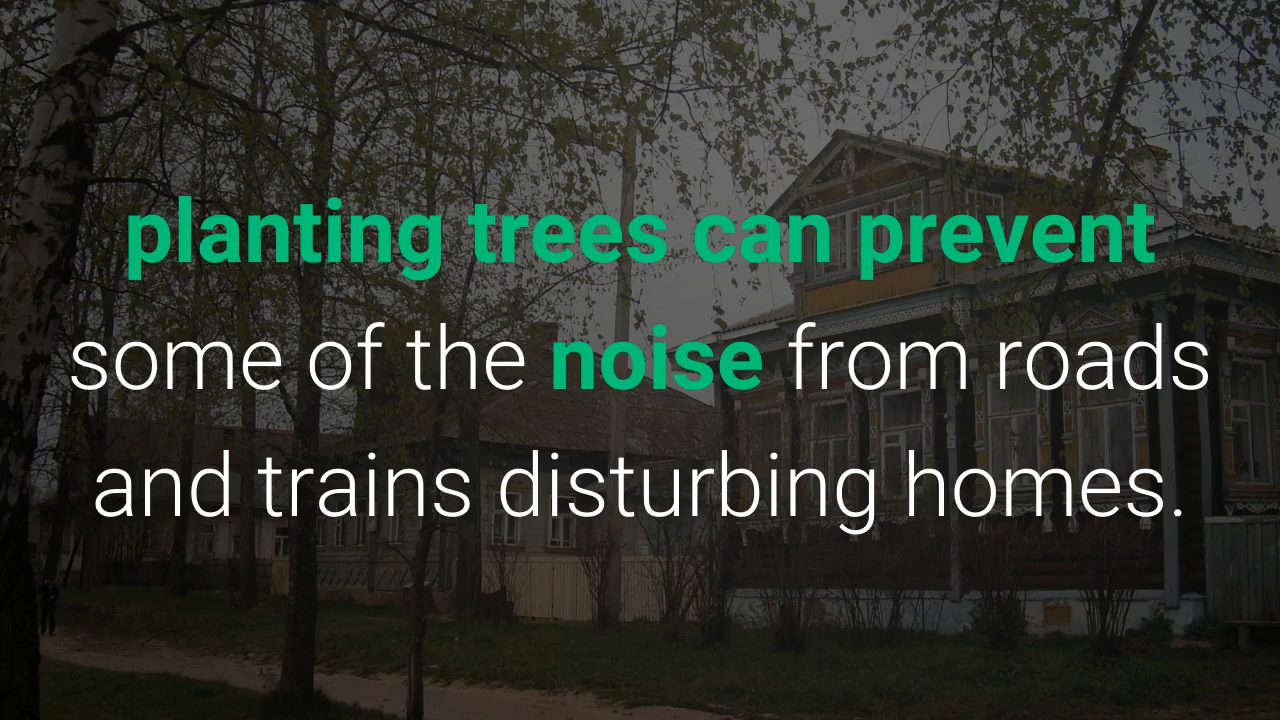 planting trees can prevent
some of the noise from roads
and trains disturbing homes.